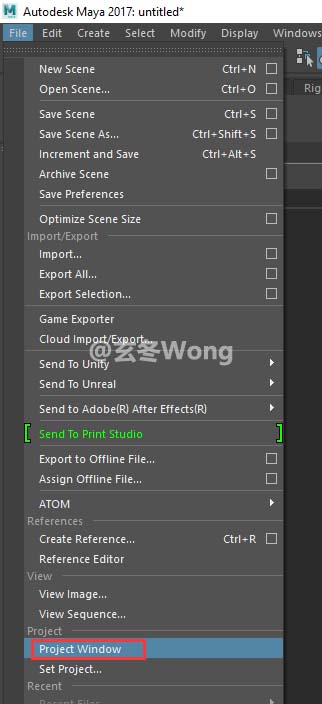 Autodesk Maya 2017: untitled*
File Edit Create Select Modify Display Windows
Rig
New Scene Ctrl+N
Open Scene... Ctrl+O
Save Scene Ctrl+S
Save Scene As... Ctrl+Shift+S
Increment and Save Ctrl+Alt+S
Archive Scene
Save Preferences
Optimize Scene Size
Import/Export
Import...
Export All...
Export Selection...
Game Exporter
Cloud Import/Export...
@玄冬Wong
Send To Unity
Send To Unreal
Send to Adobe(R) After Effects(R)
Send To Print Studio
Export to Offline File...
Assign Offline File...
ATOM
References
Create Reference... Ctrl+R
Reference Editor
View
View Image...
View Sequence...
Project
Project Window
Set Project...
Recent
Recent Files